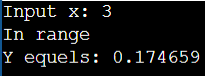 Input x: 3
In range
Y equels: 0.174659